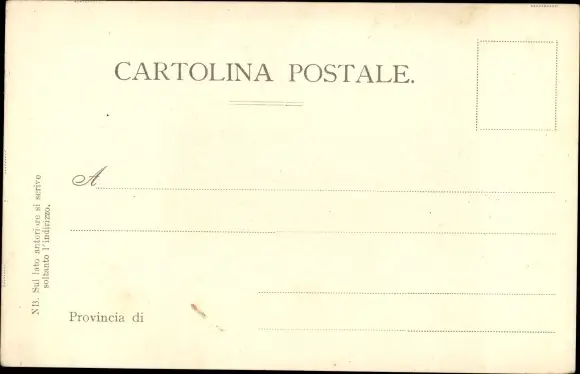 CARTOLINA POSTALE.
A
Provincia di
NB. Sul lato anteriore si scrive
soltanto l'indirizzo.